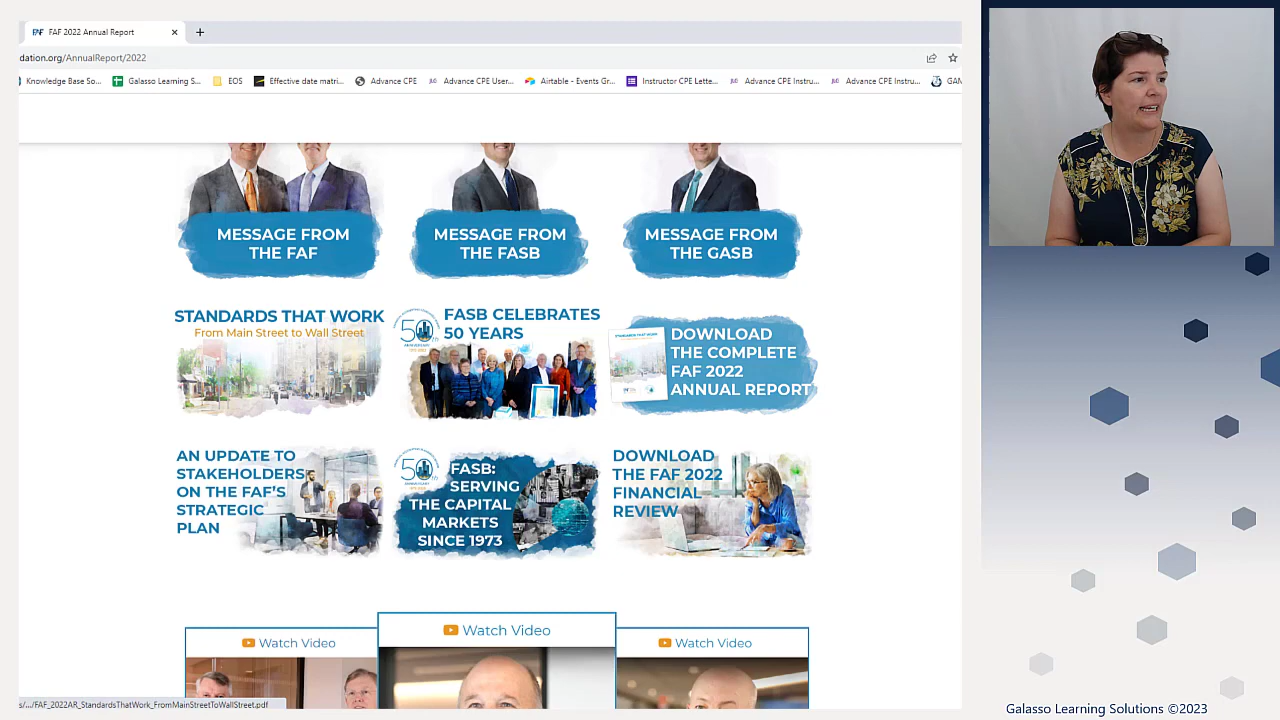 FAF FAF 2022 Annual Report
dation.org/AnnualReport/2022
Knowledge Base So... Galasso Learning S... EOS Effective date matri... Advance CPE Advance CPE User... Airtable - Events Gr... Instructor CPE Lette... Advance CPE Instru... Advance CPE Instru... GAM
MESSAGE FROM
THE FAF
MESSAGE FROM
THE FASB
MESSAGE FROM
THE GASB
STANDARDS THAT WORK
From Main Street to Wall Street
50th
FASB CELEBRATES
50 YEARS
DOWNLOAD
THE COMPLETE
FAF 2022
ANNUAL REPORT
AN UPDATE TO
STAKEHOLDERS
ON THE FAF'S
STRATEGIC
PLAN
50th
FASB:
SERVING
THE CAPITAL
MARKETS
SINCE 1973
DOWNLOAD
THE FAF 2022
FINANCIAL
REVIEW
Watch Video
Watch Video
Watch Video
s/.../FAF_2022AR_StandardsThatWork_FromMainStreetToWallStreet.pdf
Galasso Learning Solutions ©2023